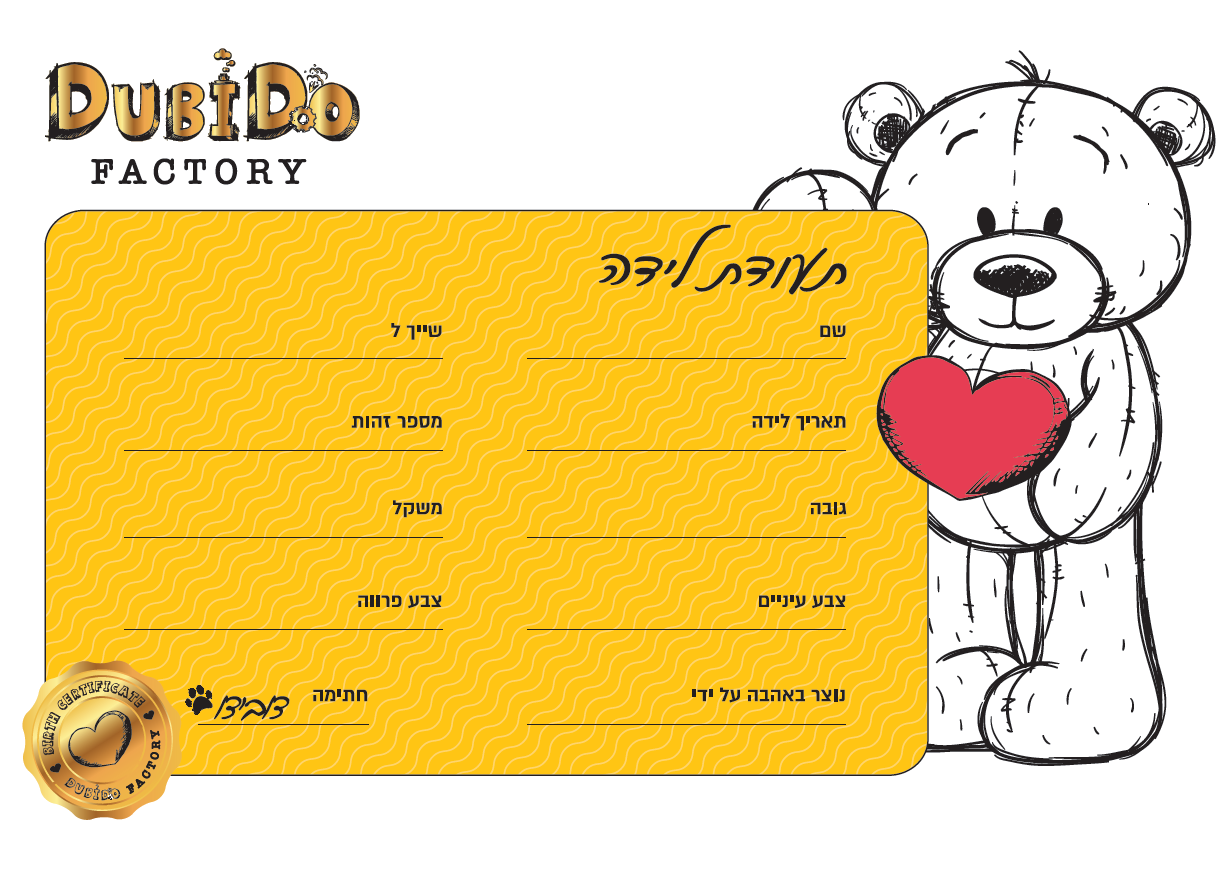 DUBIDO
FACTORY
תעודת לידה
שם
שייך ל
תאריך לידה
מספר זהות
גובה
משקל
צבע עיניים
צבע פרווה
נוצר באהבה על ידי
חתימה דובידו
BIRTH CERTIFICATE
DUBIDO FACTORY